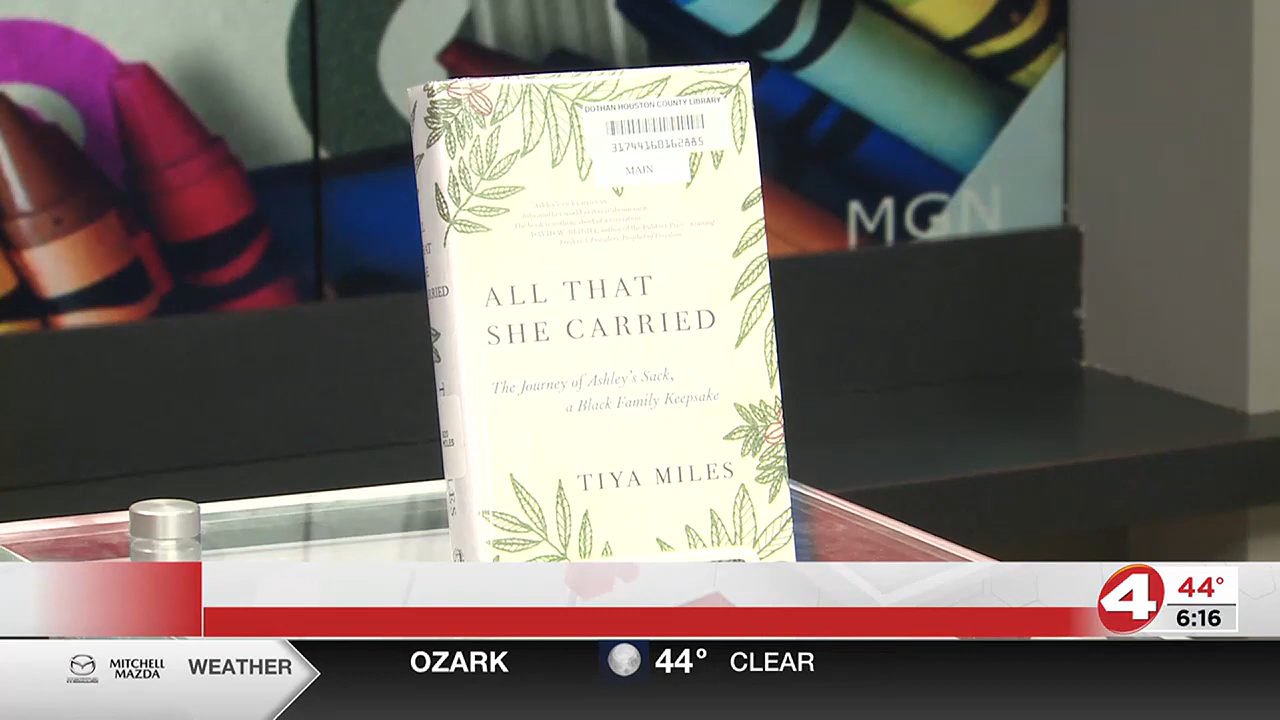 DOTHAN HOUSTON COUNTY LIBRARY
31744160162885
MAIN
MGN
ALL THAT
SHE CARRIED
The Journey of Ashley's Sack,
a Black Family Keepsake
TIYA MILES
4
44°
6:16
MITCHELL
MAZDA
WEATHER
OZARK
44°
CLEAR